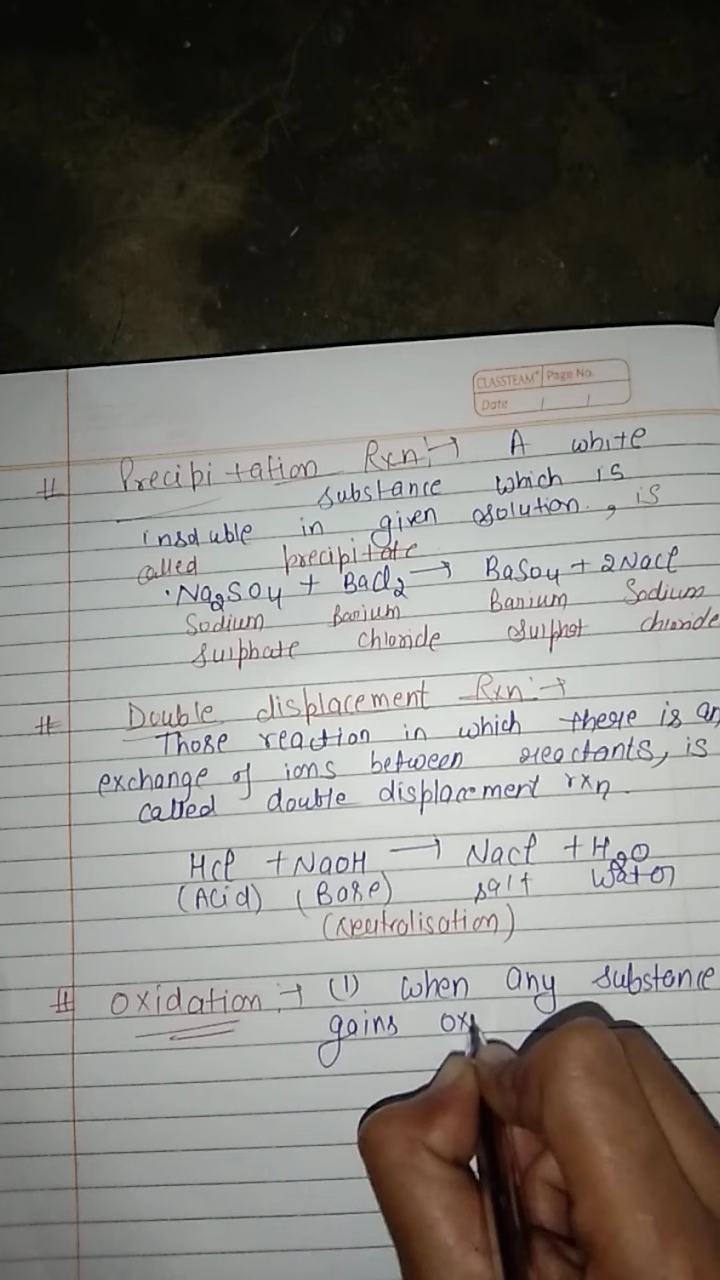 CLASSTEAM Page No.
Date / /
# Precipitation Rxn:→ A white
substance which is
insoluble in given solution, is
called precipitate
Na2SO4 + BaCl2 → BaSO4 + 2NaCl
Sodium Barium Barium Sodium
sulphate chloride sulphet chloride
# Double displacement Rxn:→
Those reaction in which there is an
exchange of ions between reactants, is
called double displacement rxn.
HCl + NaOH → NaCl + H2O
(Acid) (Base) salt Water
(Neutralisation)
# Oxidation:→ (1) when any substence
gains ox